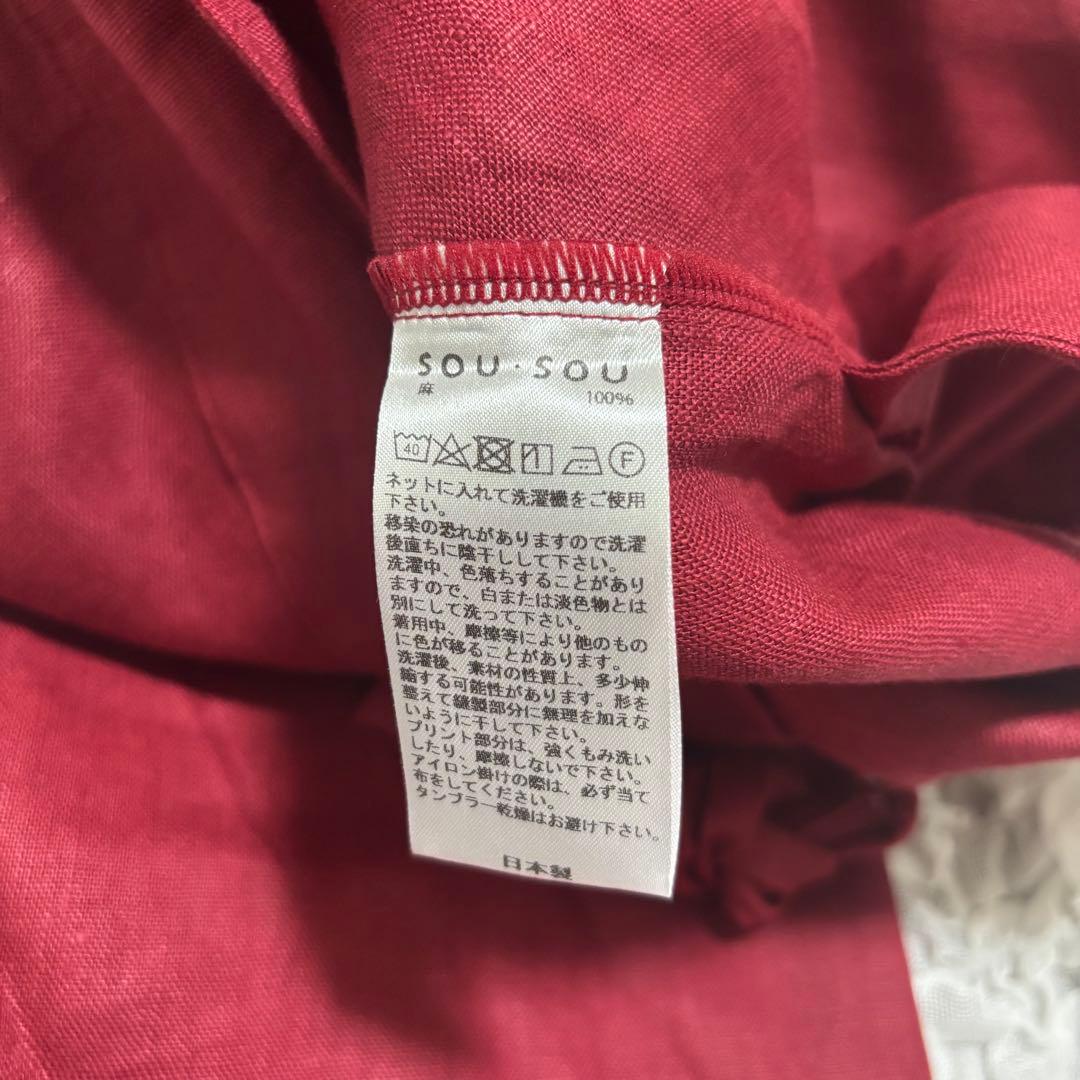 SOU・SOU
麻 100%
40 F
ネットに入れて洗濯機をご使用
下さい。
移染の恐れがありますので洗濯
後直ちに陰干しして下さい。
洗濯中、色落ちすることがあり
ますので、白または淡色物とは
別にして洗って下さい。
着用中、摩擦等により他のもの
に色が移ることがあります。
洗濯後、素材の性質上、多少伸
縮する可能性があります。形を
整えて縫製部分に無理を加えな
いように干して下さい。
プリント部分は、強くもみ洗い
したり、摩擦しないで下さい。
アイロン掛けの際は、必ず当て
布をしてください。
タンブラー乾燥はお避け下さい。
日本製